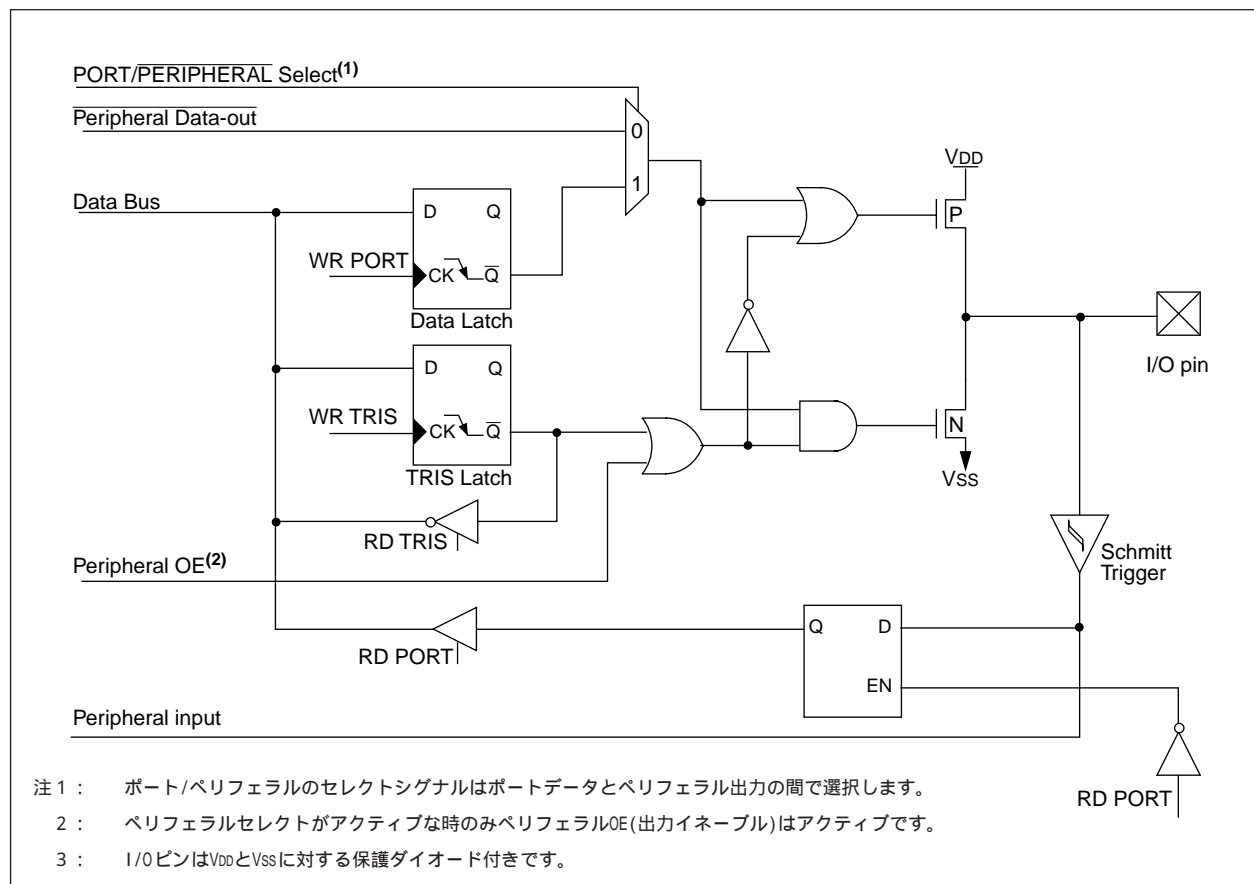 PORT/PERIPHERAL Select(1)
Peripheral Data-out
0
1
VDD
P
Data Bus
D Q
WR PORT
CK Q
Data Latch
I/O pin
D Q
WR TRIS
CK Q
N
TRIS Latch
VSS
RD TRIS
Schmitt
Trigger
Peripheral OE(2)
Q D
RD PORT
EN
Peripheral input
RD PORT
注1： ポート/ペリフェラルのセレクトシグナルはポートデータとペリフェラル出力の間で選択します。
2： ペリフェラルセレクトがアクティブな時のみペリフェラルOE(出力イネーブル)はアクティブです。
3： I/OピンはVDDとVSSに対する保護ダイオード付きです。